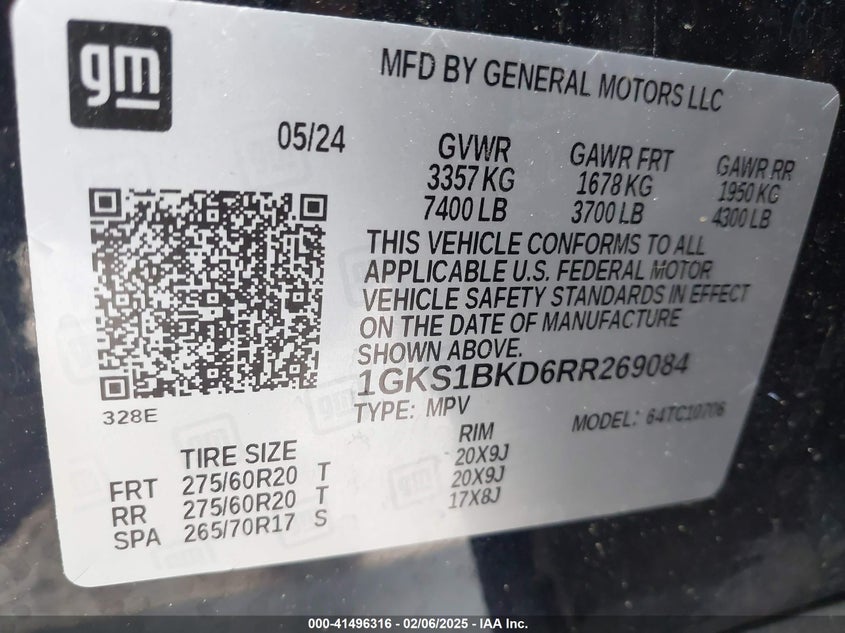 gm
MFD BY GENERAL MOTORS LLC
05/24
GVWR GAWR FRT GAWR RR
3357 KG 1678 KG 1950 KG
7400 LB 3700 LB 4300 LB
THIS VEHICLE CONFORMS TO ALL
APPLICABLE U.S. FEDERAL MOTOR
VEHICLE SAFETY STANDARDS IN EFFECT
ON THE DATE OF MANUFACTURE
SHOWN ABOVE.
1GKS1BKD6RR269084
TYPE: MPV MODEL: 64TC10706
328E
TIRE SIZE RIM
FRT 275/60R20 T 20X9J
RR 275/60R20 T 20X9J
SPA 265/70R17 S 17X8J
000-41496316 - 02/06/2025 - IAA Inc.